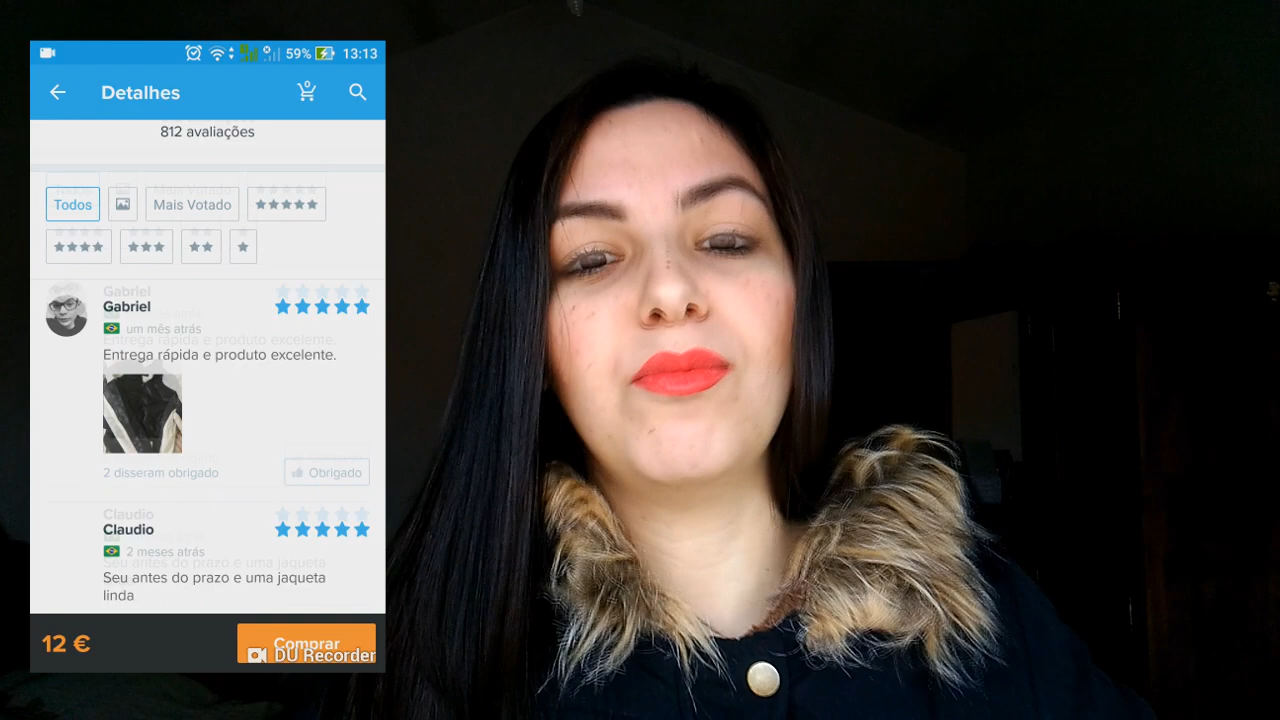 59% 13:13
Detalhes
0
812 avaliações
Todos
Mais Votado
Gabriel
um mês atrás
Entrega rápida e produto excelente.
2 disseram obrigado
Obrigado
Claudio
2 meses atrás
Seu antes do prazo e uma jaqueta
linda
12 €
Comprar
DU Recorder